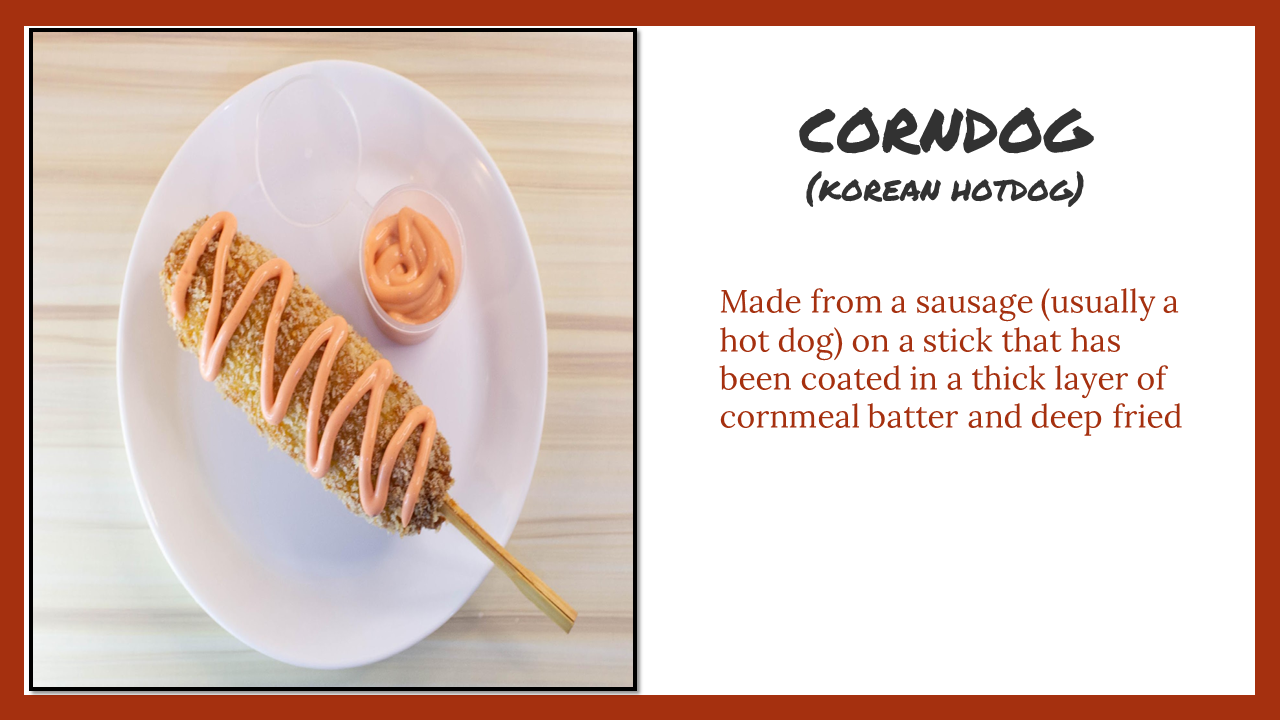 CORNDOG
(KOREAN HOTDOG)
Made from a sausage (usually a
hot dog) on a stick that has
been coated in a thick layer of
cornmeal batter and deep fried